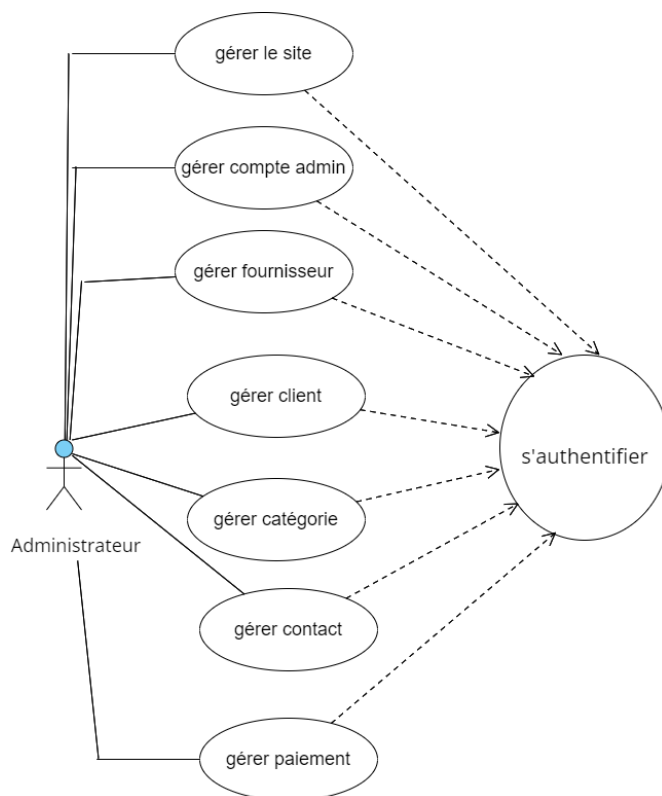 gérer le site
gérer compte admin
gérer fournisseur
gérer client
s'authentifier
gérer catégorie
Administrateur
gérer contact
gérer paiement